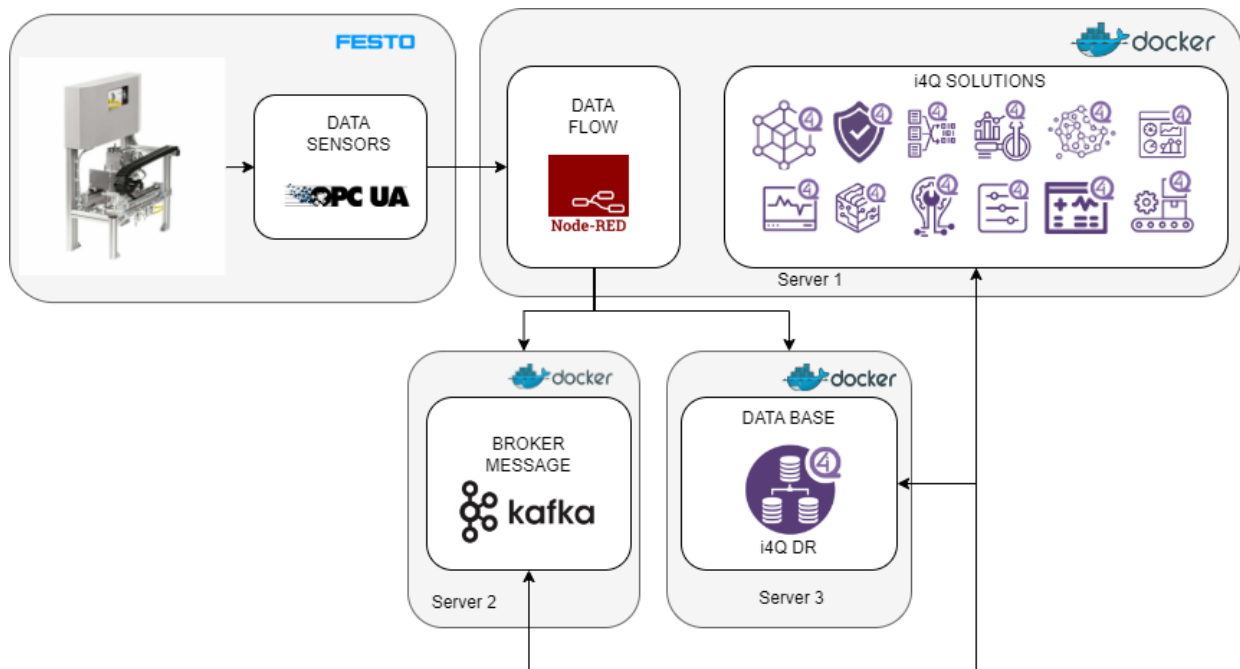 FESTO
DATA
SENSORS
OPC UA
docker
DATA
FLOW
Node-RED
i4Q SOLUTIONS
Server 1
docker
BROKER
MESSAGE
kafka
Server 2
docker
DATA BASE
i4Q DR
Server 3